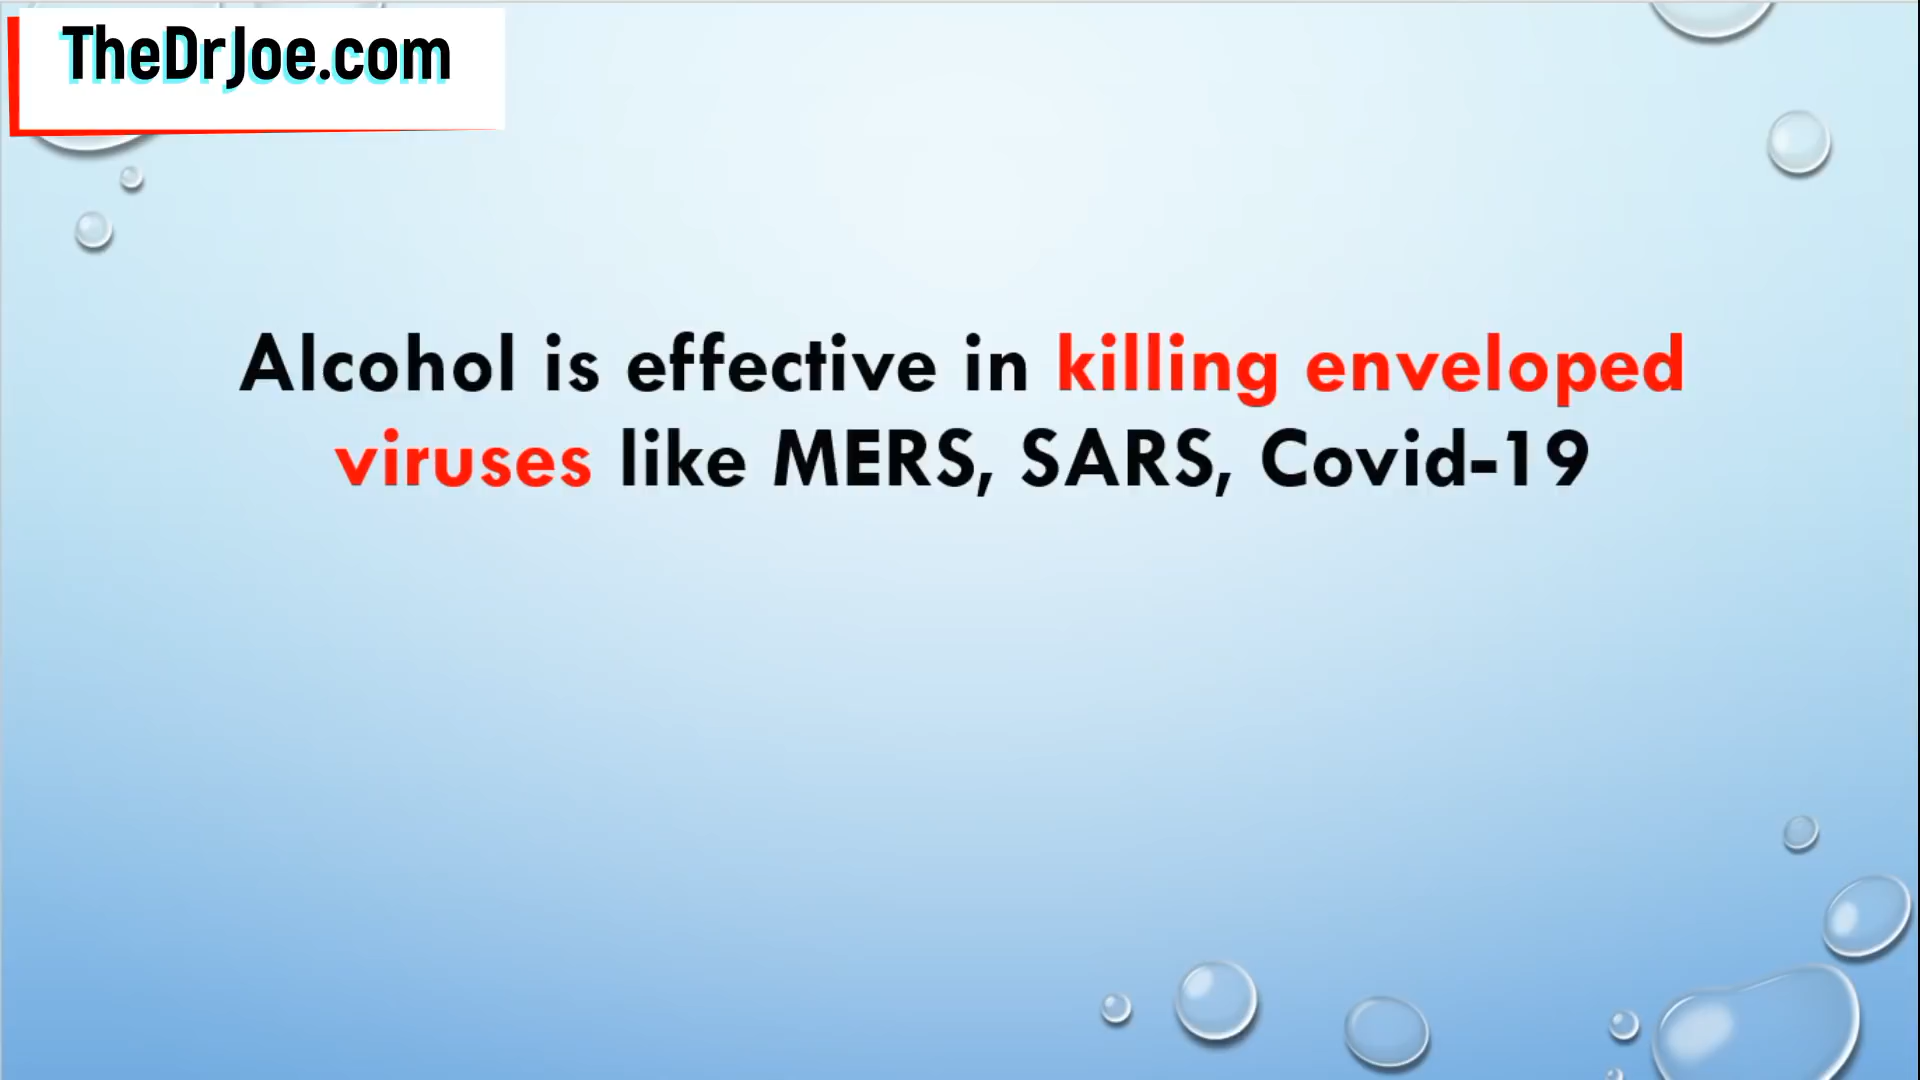 TheDrJoe.com
Alcohol is effective in killing enveloped
viruses like MERS, SARS, Covid-19